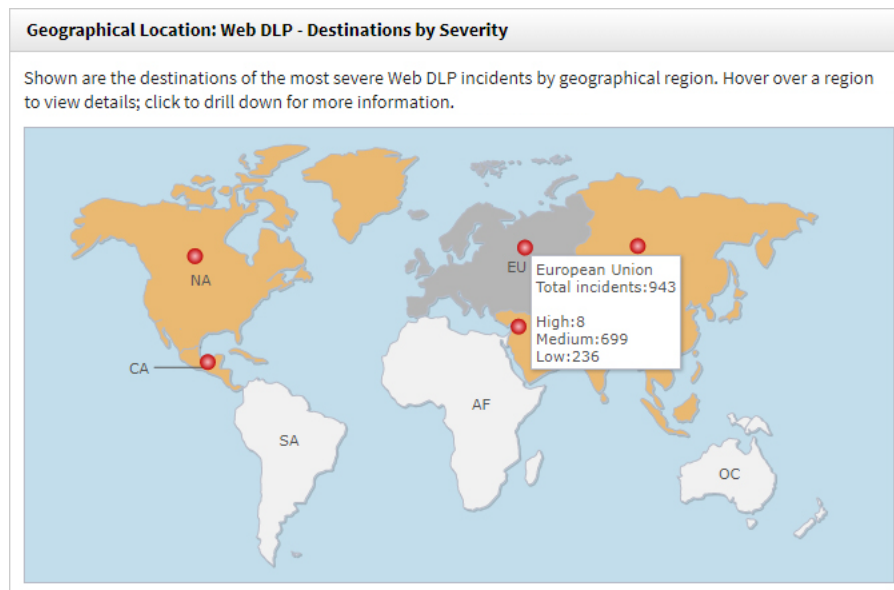 Geographical Location: Web DLP - Destinations by Severity
Shown are the destinations of the most severe Web DLP incidents by geographical region. Hover over a region
to view details; click to drill down for more information.
NA
EU
European Union
Total incidents:943
High:8
Medium:699
Low:236
CA
AF
SA
OC